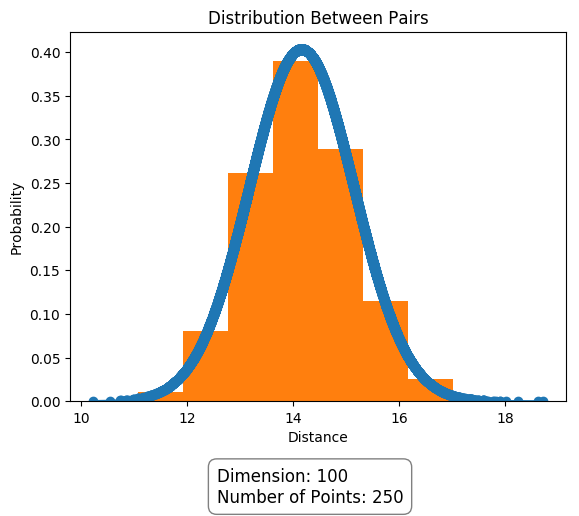 Distribution Between Pairs
0.40
0.35
0.30
0.25
0.20
0.15
0.10
0.05
0.00
Probability
10 12 14 16 18
Distance
Dimension: 100
Number of Points: 250